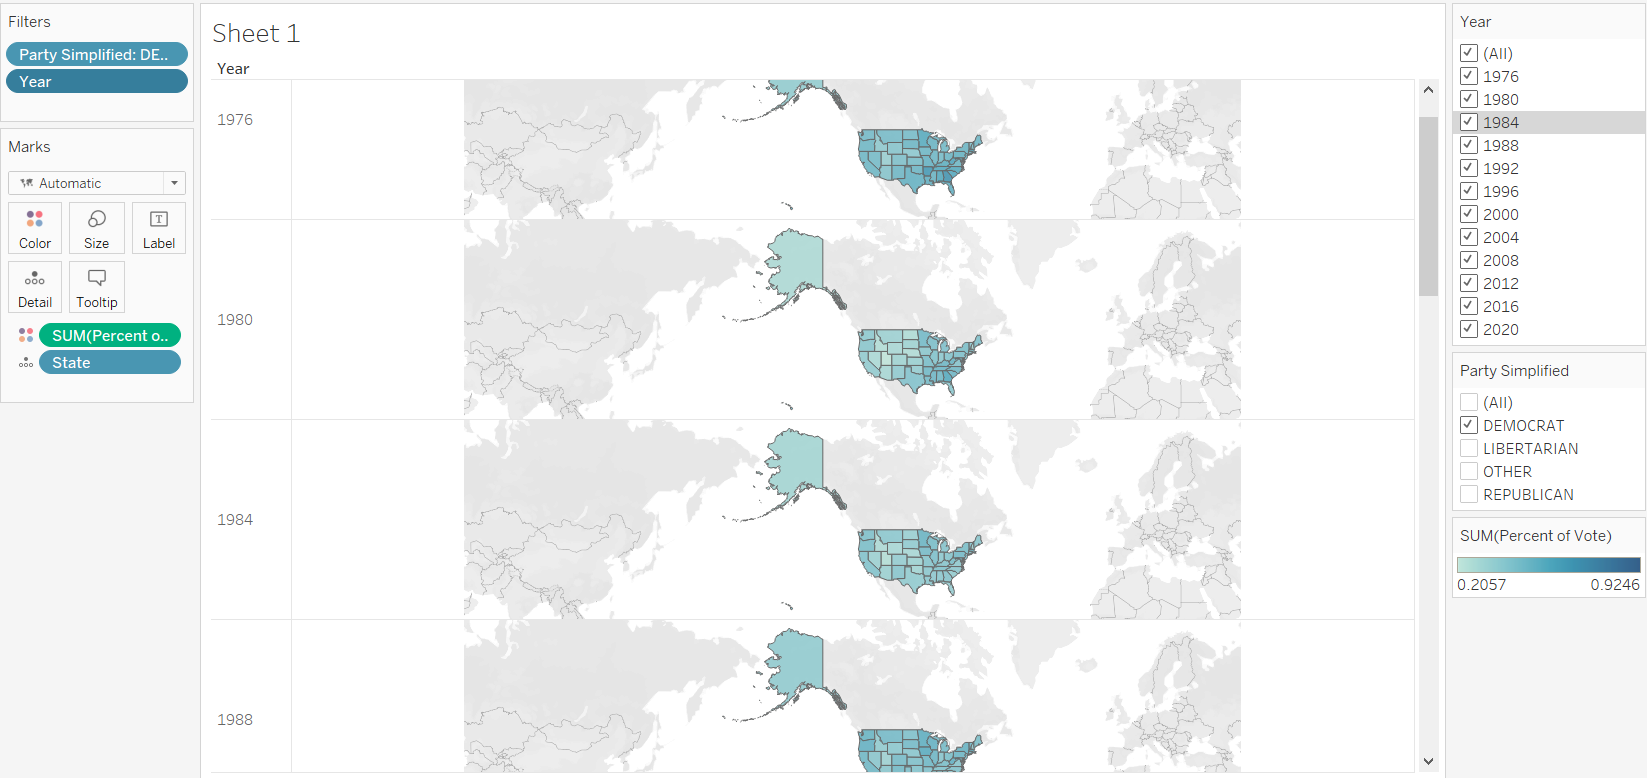 Filters
Party Simplified: DE..
Year
Marks
Automatic
Color
Size
Label
Detail
Tooltip
SUM(Percent o..
State
Sheet 1
Year
1976
1980
1984
1988
Year
(All)
1976
1980
1984
1988
1992
1996
2000
2004
2008
2012
2016
2020
Party Simplified
(All)
DEMOCRAT
LIBERTARIAN
OTHER
REPUBLICAN
SUM(Percent of Vote)
0.2057 0.9246